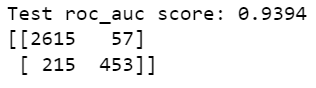 Test roc_auc score: 0.9394
[[2615   57]
 [ 215  453]]